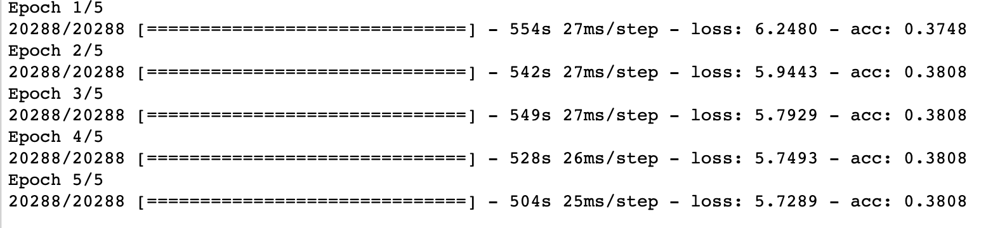 Epoch 1/5
20288/20288 [==============================] - 554s 27ms/step - loss: 6.2480 - acc: 0.3748
Epoch 2/5
20288/20288 [==============================] - 542s 27ms/step - loss: 5.9443 - acc: 0.3808
Epoch 3/5
20288/20288 [==============================] - 549s 27ms/step - loss: 5.7929 - acc: 0.3808
Epoch 4/5
20288/20288 [==============================] - 528s 26ms/step - loss: 5.7493 - acc: 0.3808
Epoch 5/5
20288/20288 [==============================] - 504s 25ms/step - loss: 5.7289 - acc: 0.3808